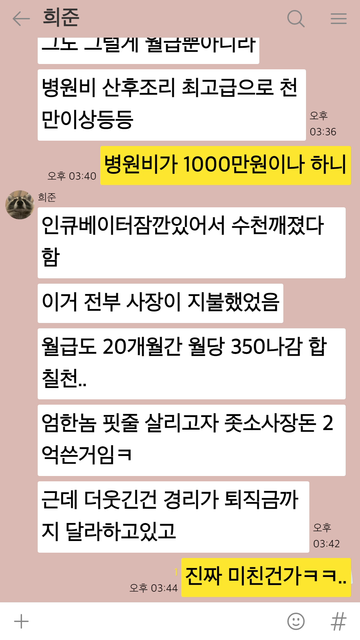 희준
그도 그렇게 월급뿐아니라
병원비 산후조리 최고급으로 천
만이상등등
오후
03:36
병원비가 1000만원이나 하니
오후 03:40
희준
인큐베이터잠깐있어서 수천깨졌다
함
이거 전부 사장이 지불했었음
월급도 20개월간 월당 350나감 합
칠천..
엄한놈 핏줄 살리고자 좃소사장돈 2
억쓴거임ㅋ
근데 더웃긴건 경리가 퇴직금까
지 달라하고있고
오후
03:42
진짜 미친건가ㅋㅋ..
오후 03:44